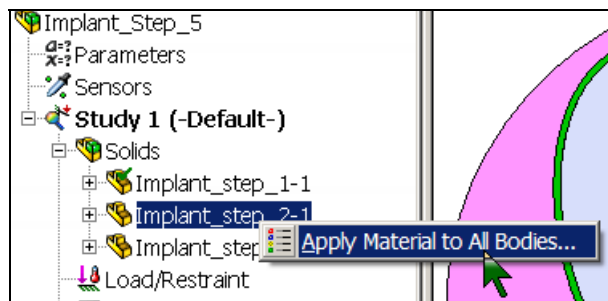 Implant_Step_5
a=?
x=? Parameters
Sensors
Study 1 (-Default-)
Solids
Implant_step_1-1
Implant_step_2-1
Implant_step
Apply Material to All Bodies...
Load/Restraint